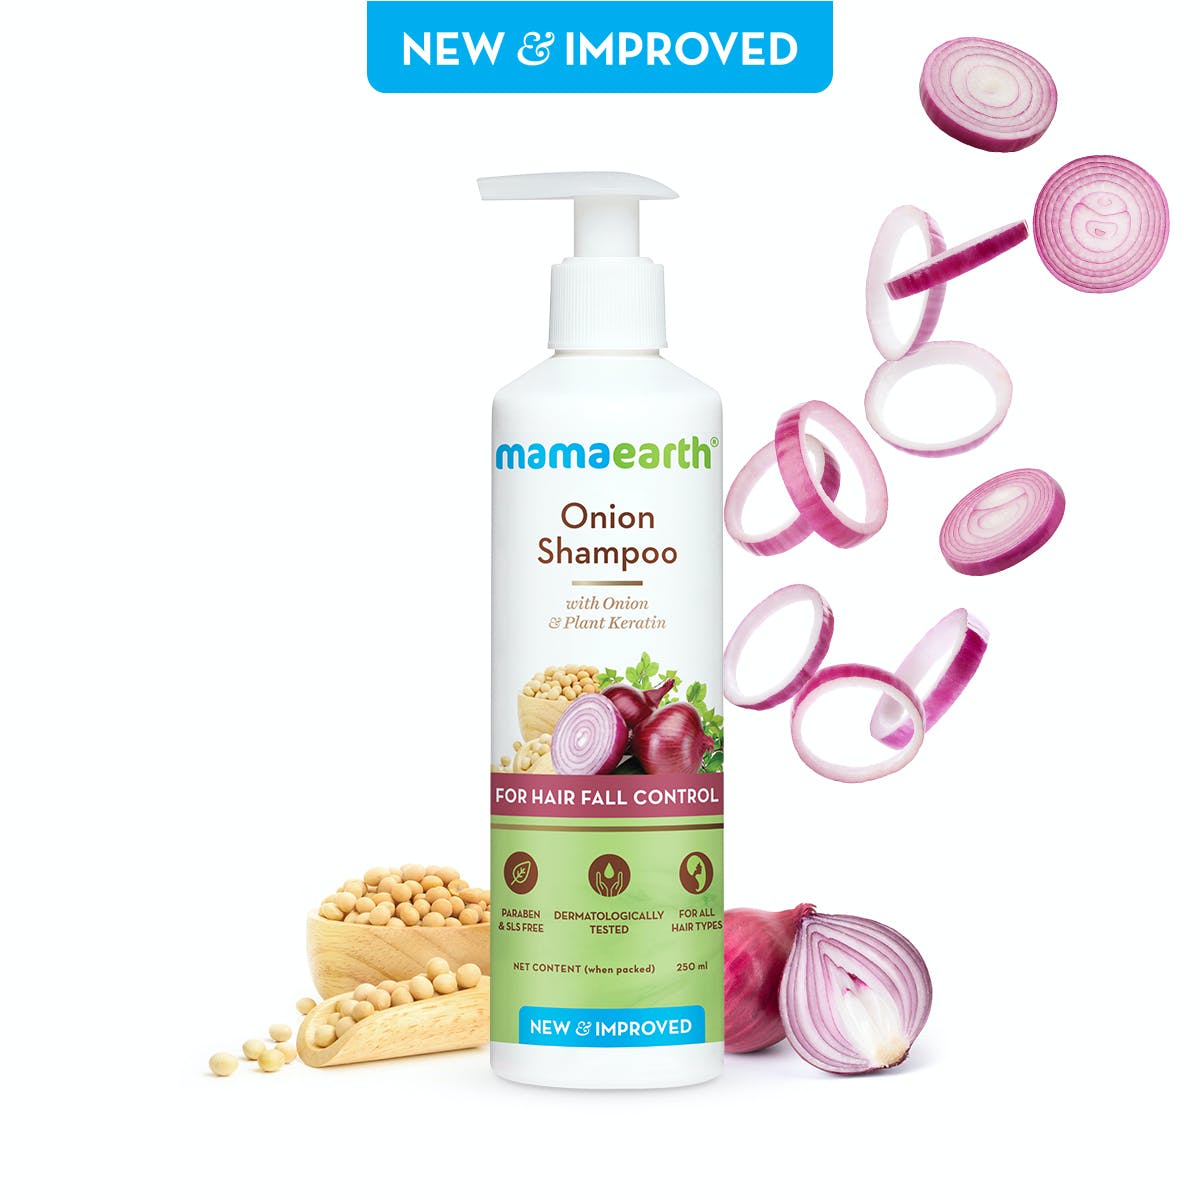 NEW & IMPROVED
mamaearth®
Onion
Shampoo
with Onion
& Plant Keratin
FOR HAIR FALL CONTROL
PARABEN
& SLS FREE
DERMATOLOGICALLY
TESTED
FOR ALL
HAIR TYPES
NET CONTENT (when packed) 250 ml
NEW & IMPROVED